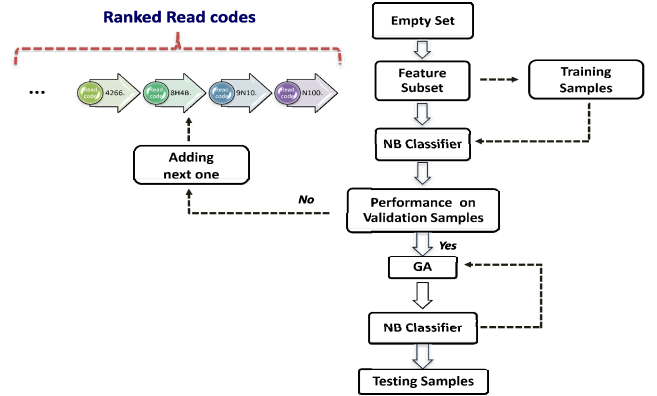 Ranked Read codes
...
Read code 4266.
Read code 8H4B.
Read code 9N10.
Read code N100.
Adding
next one
No
Empty Set
Feature
Subset
Training
Samples
NB Classifier
Performance on
Validation Samples
Yes
GA
NB Classifier
Testing Samples